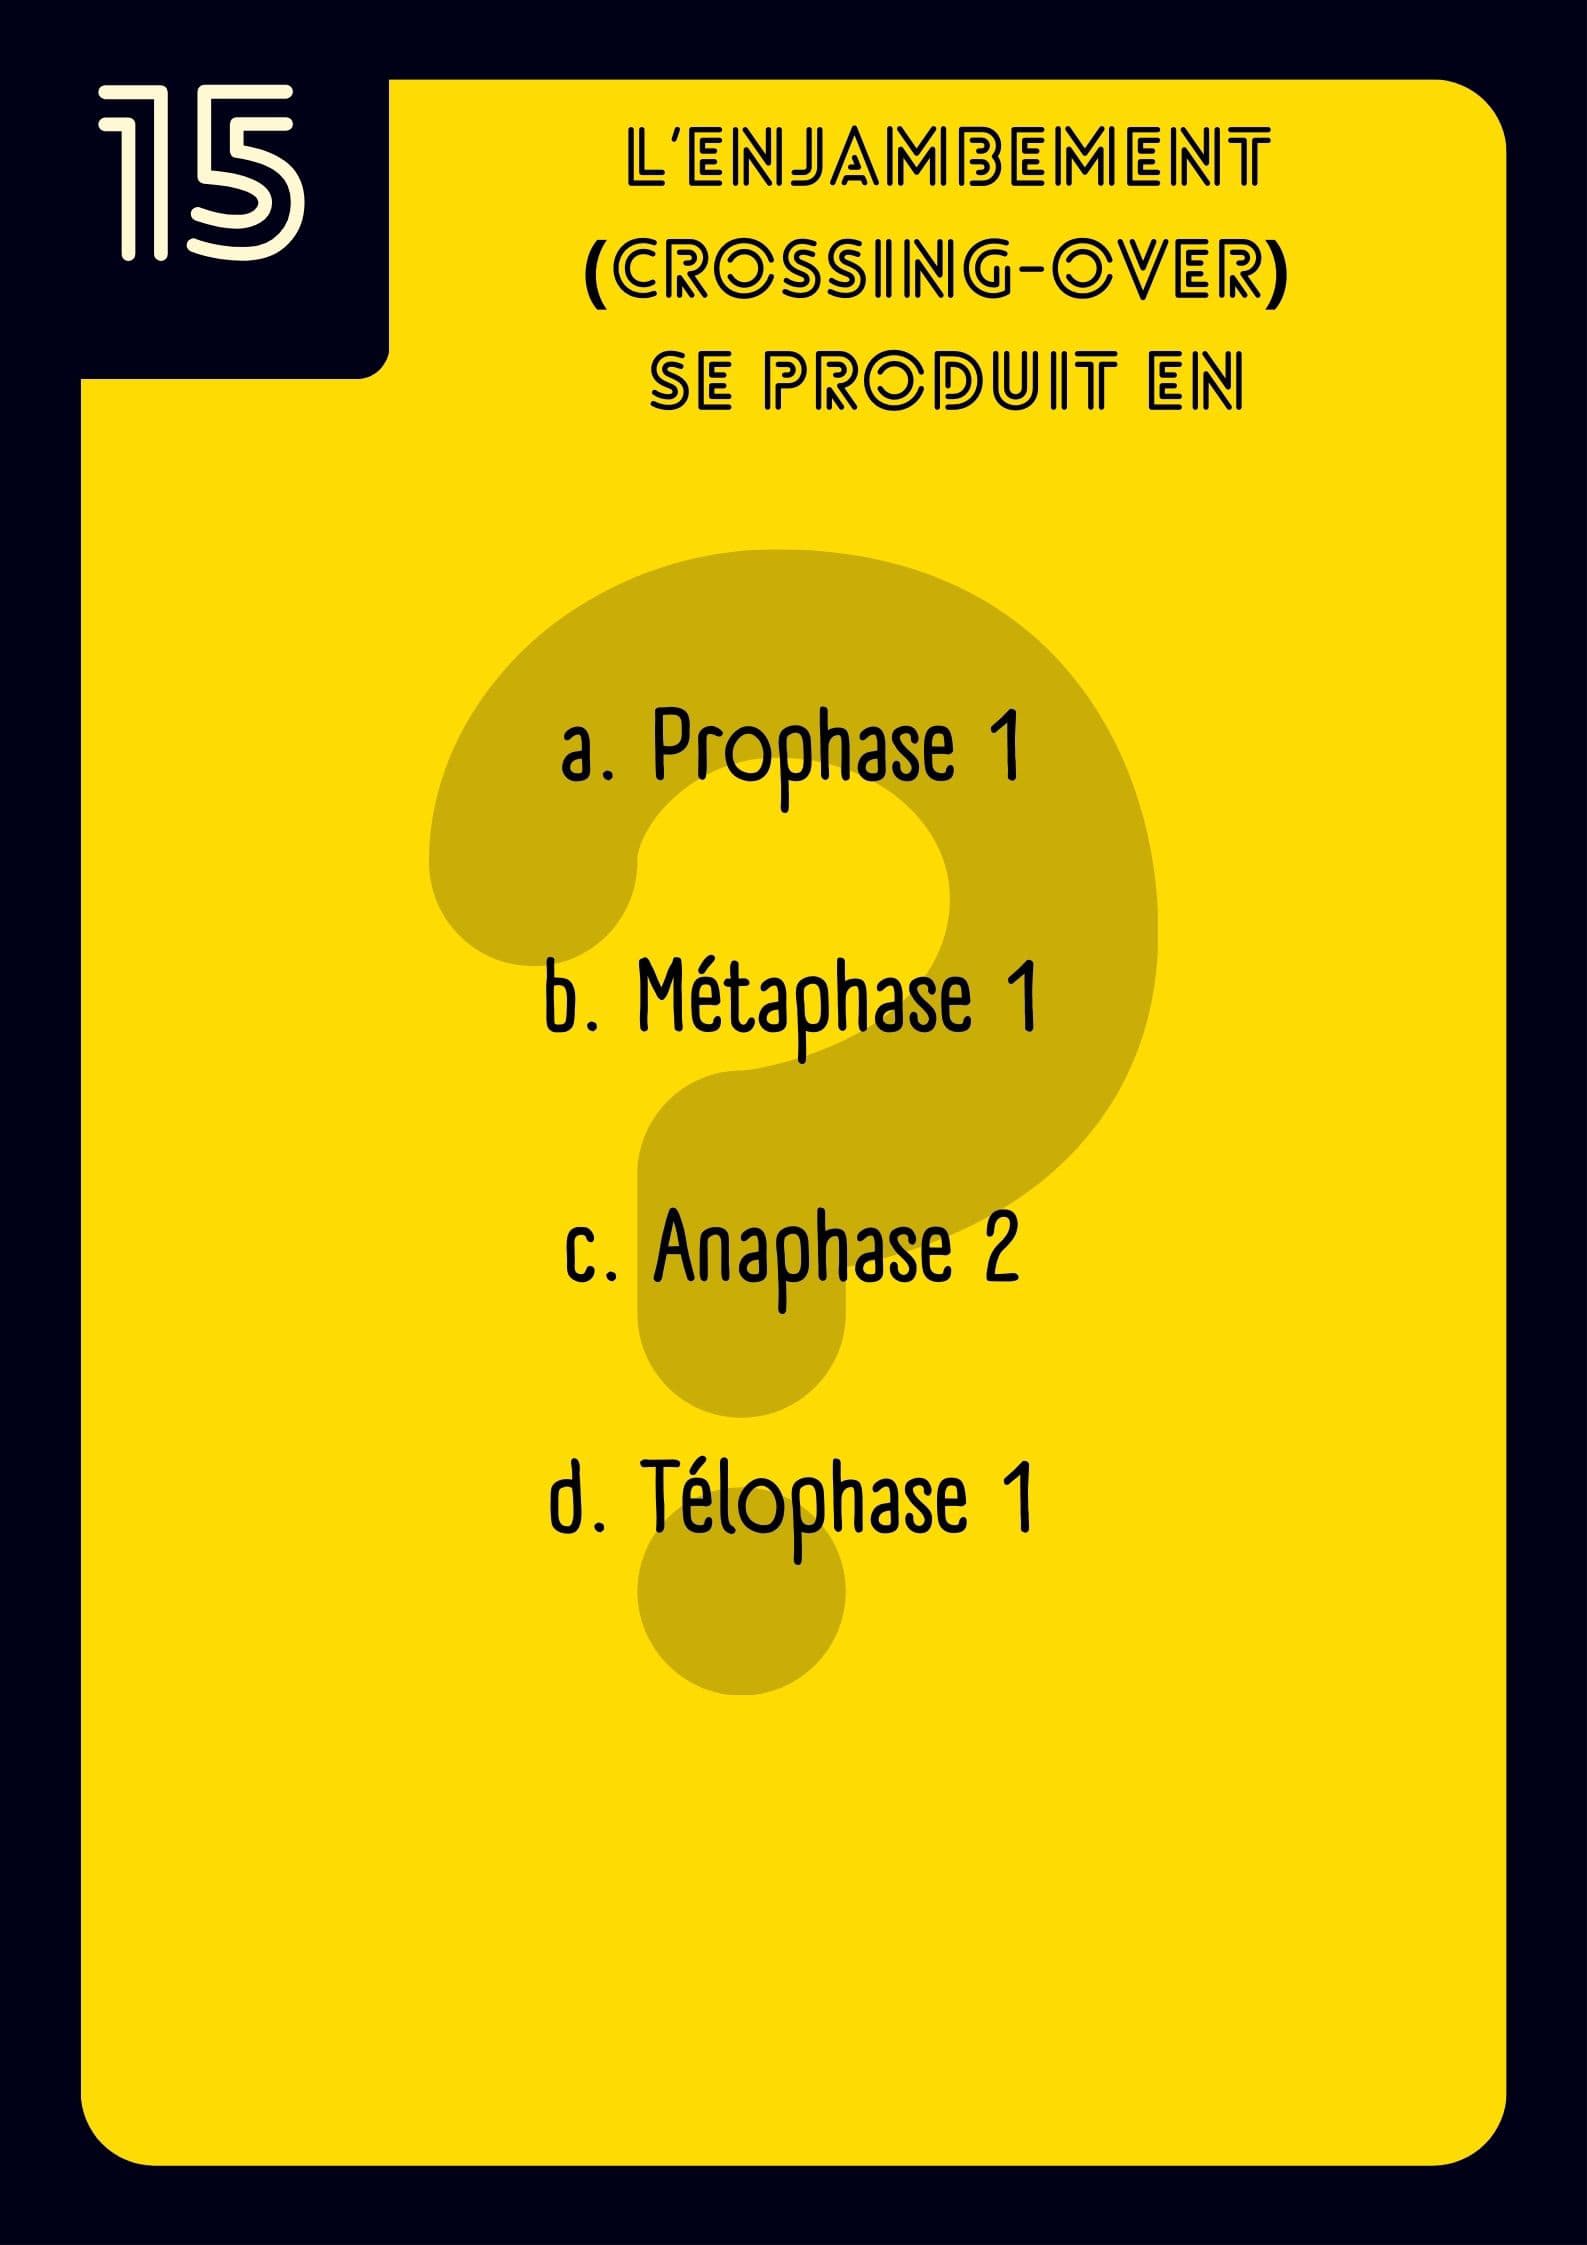 15
L'ENJAMBEMENT
(CROSSING-OVER)
SE PRODUIT EN
a. Prophase 1
b. Métaphase 1
c. Anaphase 2
d. Télophase 1